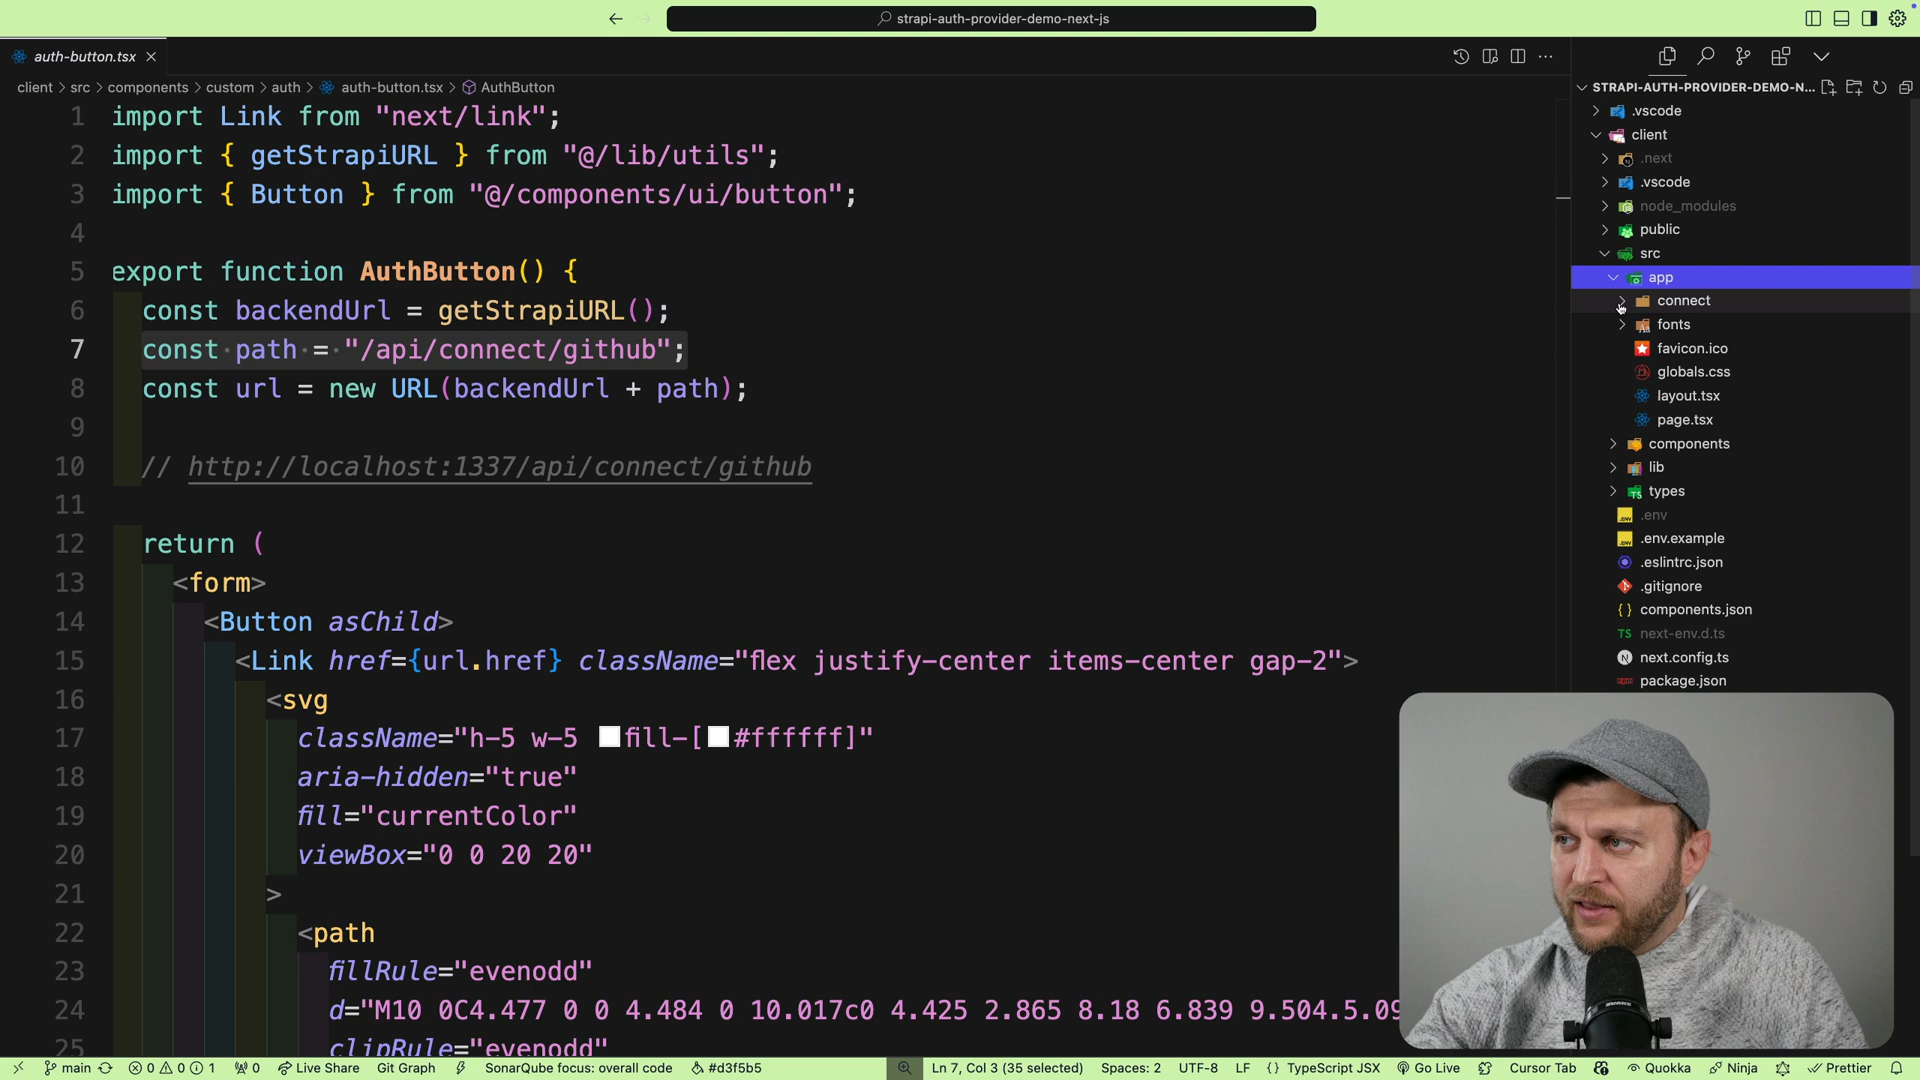 strapi-auth-provider-demo-next-js
auth-button.tsx
client > src > components > custom > auth > auth-button.tsx > AuthButton
1 import Link from "next/link";
2 import { getStrapiURL } from "@/lib/utils";
3 import { Button } from "@/components/ui/button";
4
5 export function AuthButton() {
6 const backendUrl = getStrapiURL();
7 const path = "/api/connect/github";
8 const url = new URL(backendUrl + path);
9
10 // http://localhost:1337/api/connect/github
11
12 return (
13 <form>
14 <Button asChild>
15 <Link href={url.href} className="flex justify-center items-center gap-2">
16 <svg
17 className="h-5 w-5 fill-[#ffffff]"
18 aria-hidden="true"
19 fill="currentColor"
20 viewBox="0 0 20 20"
21 >
22 <path
23 fillRule="evenodd"
24 d="M10 0C4.477 0 0 4.484 0 10.017c0 4.425 2.865 8.18 6.839 9.504.5.09
25 clipRule="evenodd"
STRAPI-AUTH-PROVIDER-DEMO-N...
.vscode
client
.next
.vscode
node_modules
public
src
app
connect
fonts
favicon.ico
globals.css
layout.tsx
page.tsx
components
lib
types
.env
.env.example
.eslintrc.json
.gitignore
components.json
next-env.d.ts
next.config.ts
package.json
main 0 0 1 0 Live Share Git Graph SonarQube focus: overall code #d3f5b5 Ln 7, Col 3 (35 selected) Spaces: 2 UTF-8 LF {} TypeScript JSX Go Live Cursor Tab Quokka Ninja Prettier